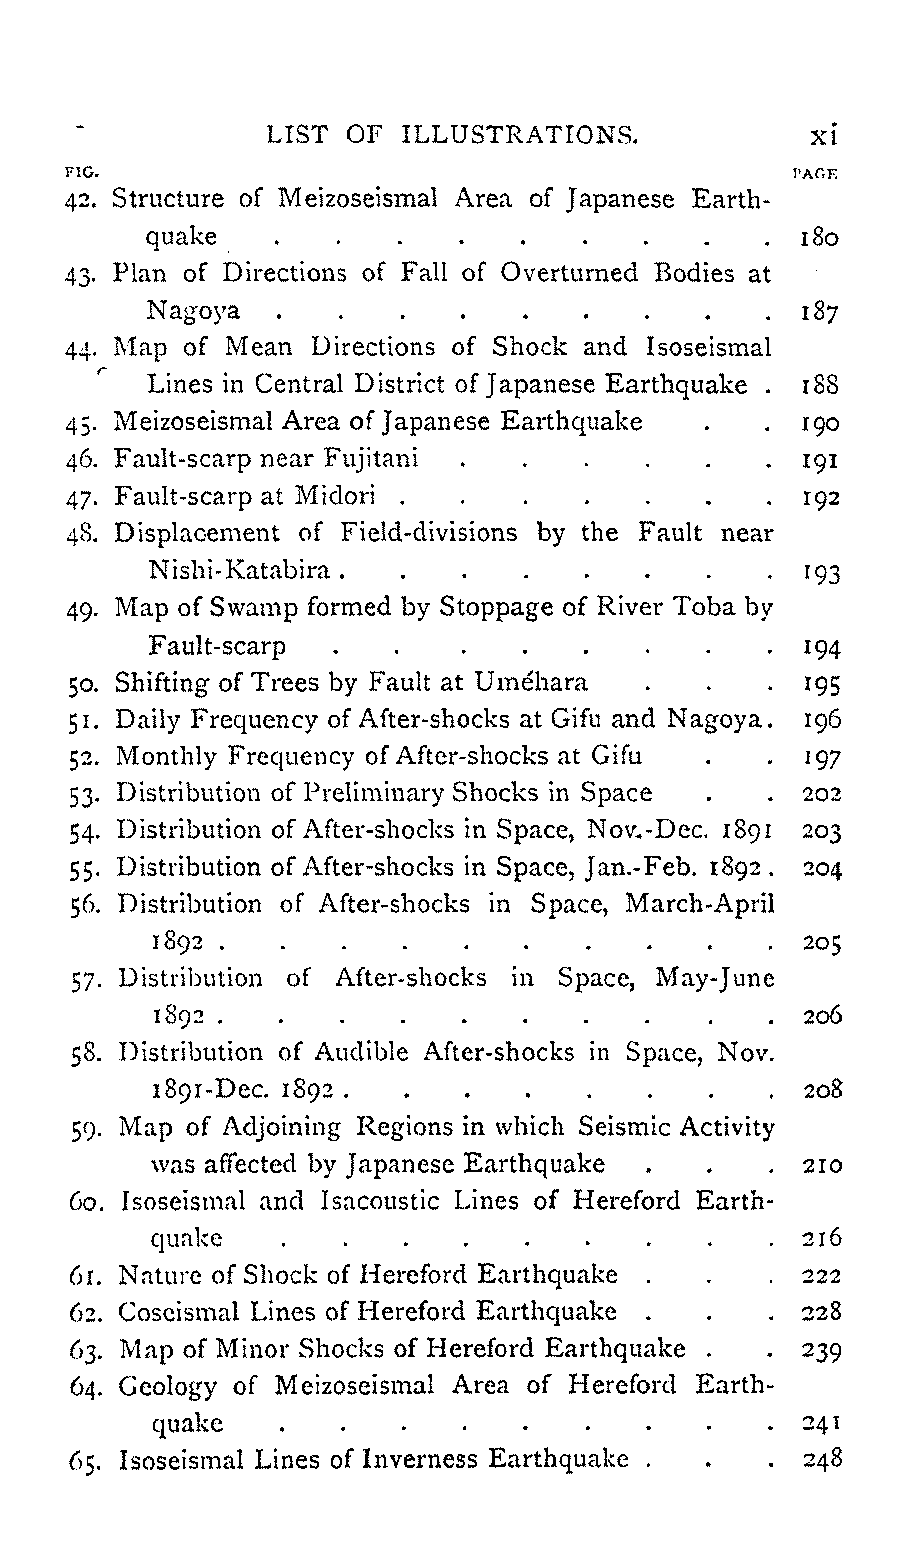 LIST OF ILLUSTRATIONS. xi
FIG. PAGE
42. Structure of Meizoseismal Area of Japanese Earth-
quake . . . . . . . . . 180
43. Plan of Directions of Fall of Overturned Bodies at
Nagoya . . . . . . . . . 187
44. Map of Mean Directions of Shock and Isoseismal
Lines in Central District of Japanese Earthquake . 188
45. Meizoseismal Area of Japanese Earthquake . . 190
46. Fault-scarp near Fujitani . . . . . . 191
47. Fault-scarp at Midori . . . . . . . 192
48. Displacement of Field-divisions by the Fault near
Nishi-Katabira . . . . . . . . 193
49. Map of Swamp formed by Stoppage of River Toba by
Fault-scarp . . . . . . . . 194
50. Shifting of Trees by Fault at Uméhara . . . 195
51. Daily Frequency of After-shocks at Gifu and Nagoya. 196
52. Monthly Frequency of After-shocks at Gifu . . 197
53. Distribution of Preliminary Shocks in Space . . 202
54. Distribution of After-shocks in Space, Nov.-Dec. 1891 203
55. Distribution of After-shocks in Space, Jan.-Feb. 1892 . 204
56. Distribution of After-shocks in Space, March-April
1892 . . . . . . . . . . 205
57. Distribution of After-shocks in Space, May-June
1892 . . . . . . . . . . 206
58. Distribution of Audible After-shocks in Space, Nov.
1891-Dec. 1892 . . . . . . . . 208
59. Map of Adjoining Regions in which Seismic Activity
was affected by Japanese Earthquake . . . 210
60. Isoseismal and Isacoustic Lines of Hereford Earth-
quake . . . . . . . . . 216
61. Nature of Shock of Hereford Earthquake . . . 222
62. Coseismal Lines of Hereford Earthquake . . . 228
63. Map of Minor Shocks of Hereford Earthquake . . 239
64. Geology of Meizoseismal Area of Hereford Earth-
quake . . . . . . . . . 241
65. Isoseismal Lines of Inverness Earthquake . . . 248